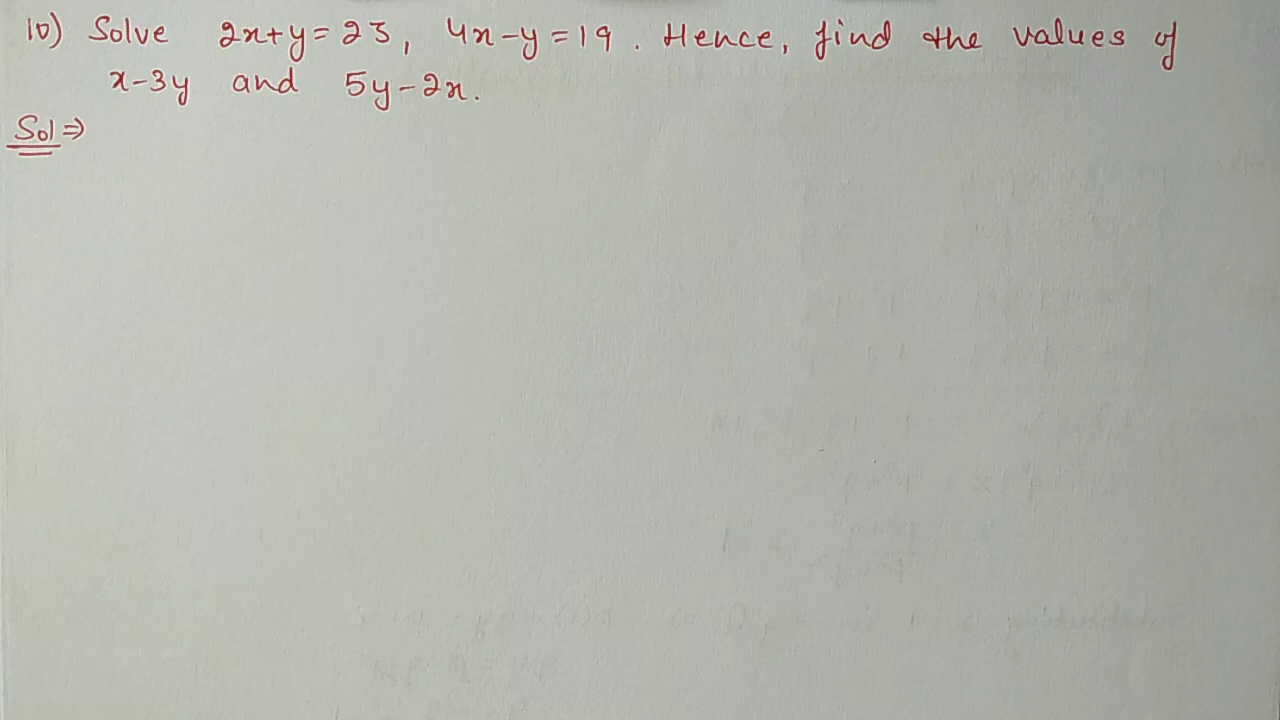 10) Solve 2x+y=23, 4x-y=19. Hence, find the values of
x-3y and 5y-2x.
Sol⇒